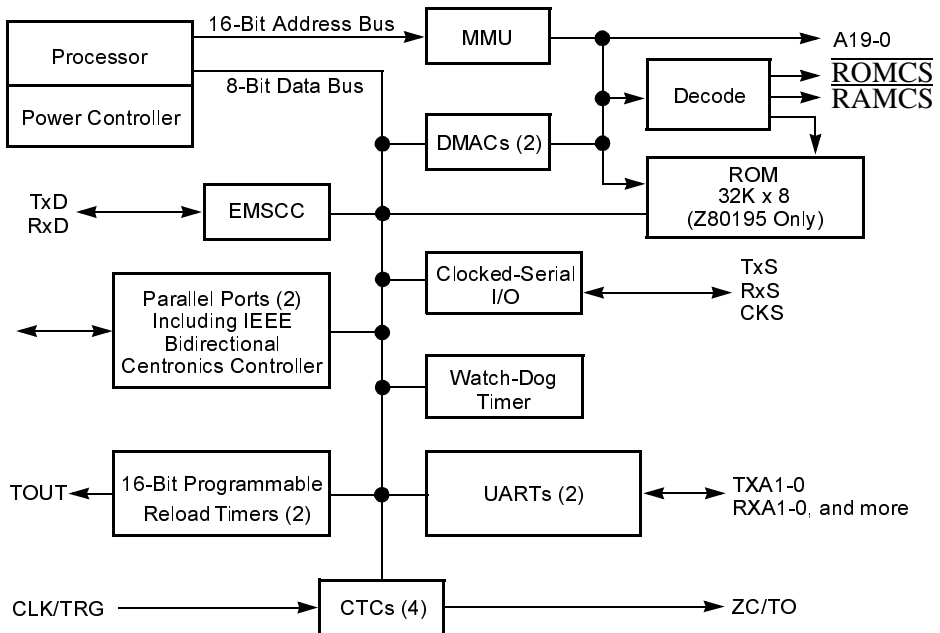 16-Bit Address Bus
Processor
MMU
A19-0
8-Bit Data Bus
ROMCS
RAMCS
Decode
Power Controller
DMACs (2)
ROM
32K x 8
(Z80195 Only)
TxD
RxD
EMSCC
Clocked-Serial
I/O
TxS
RxS
CKS
Parallel Ports (2)
Including IEEE
Bidirectional
Centronics Controller
Watch-Dog
Timer
TOUT
16-Bit Programmable
Reload Timers (2)
UARTs (2)
TXA1-0
RXA1-0, and more
CLK/TRG
CTCs (4)
ZC/TO